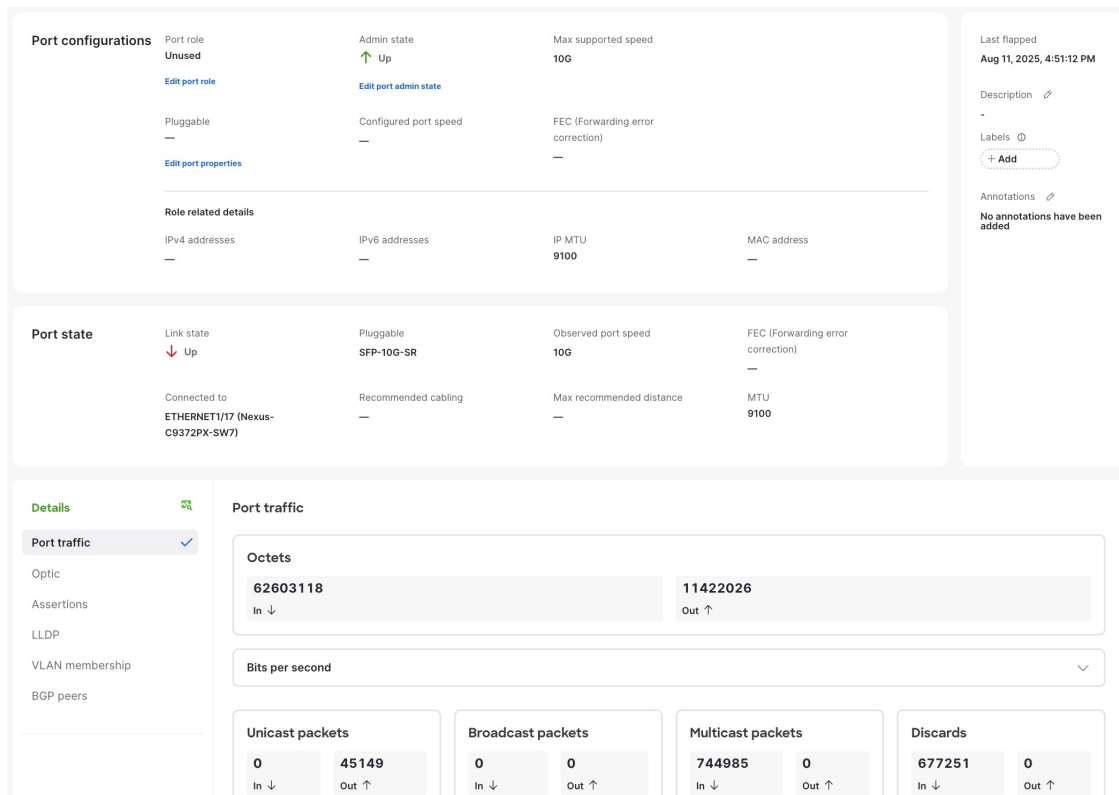 Port configurations
Port role
Unused
Edit port role
Admin state
Up
Edit port admin state
Max supported speed
10G
Pluggable
—
Edit port properties
Configured port speed
—
FEC (Forwarding error
correction)
—
Role related details
IPv4 addresses
—
IPv6 addresses
—
IP MTU
9100
MAC address
—
Last flapped
Aug 11, 2025, 4:51:12 PM
Description
-
Labels
+ Add
Annotations
No annotations have been
added
Port state
Link state
Up
Pluggable
SFP-10G-SR
Observed port speed
10G
FEC (Forwarding error
correction)
—
Connected to
ETHERNET1/17 (Nexus-
C9372PX-SW7)
Recommended cabling
—
Max recommended distance
—
MTU
9100
Details
Port traffic
Optic
Assertions
LLDP
VLAN membership
BGP peers
Port traffic
Octets
62603118
In ↓
11422026
Out ↑
Bits per second
Unicast packets
0
In ↓
45149
Out ↑
Broadcast packets
0
In ↓
0
Out ↑
Multicast packets
744985
In ↓
0
Out ↑
Discards
677251
In ↓
0
Out ↑